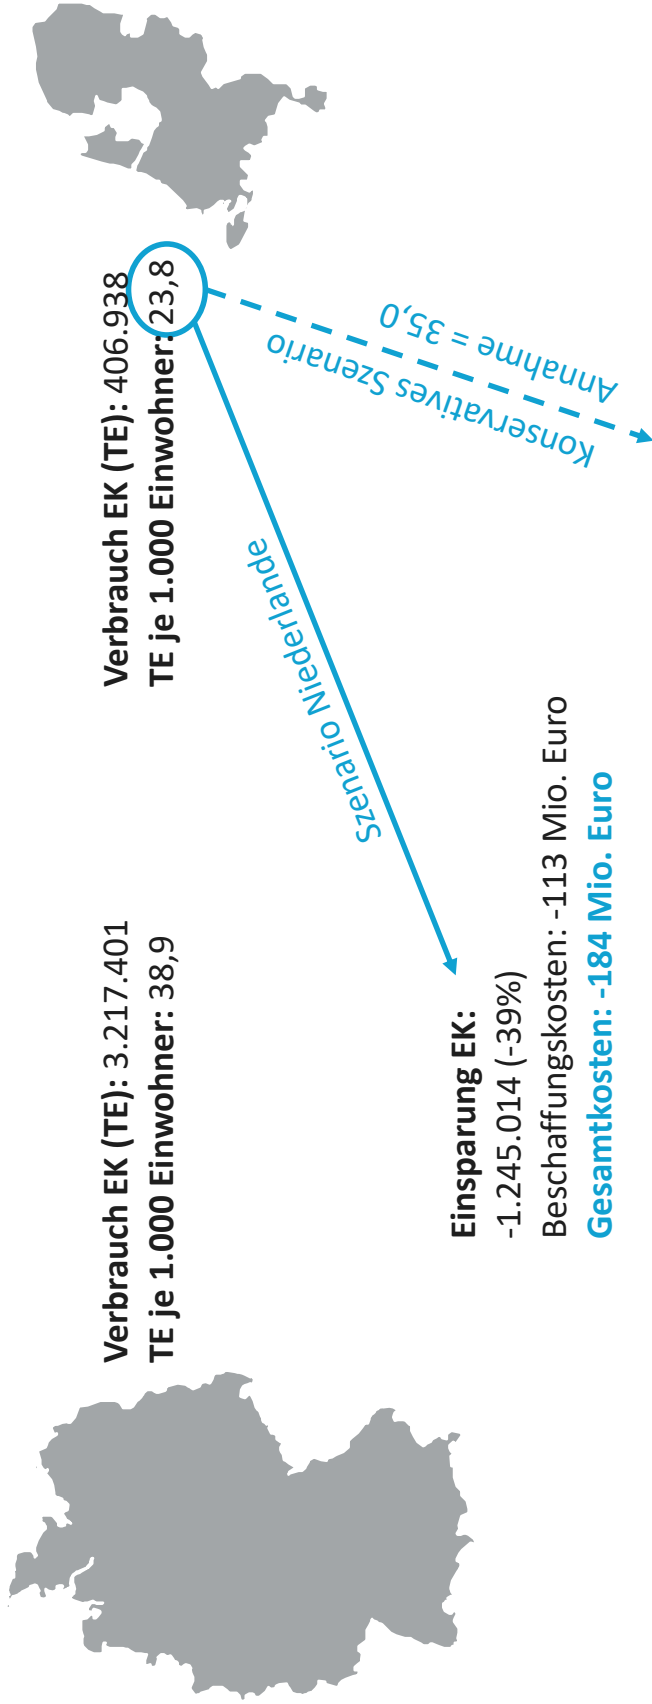 Verbrauch EK (TE): 3.217.401
TE je 1.000 Einwohner: 38,9
Verbrauch EK (TE): 406.938
TE je 1.000 Einwohner: 23,8
Szenario Niederlande
Konservatives Szenario
Annahme = 35,0
Einsparung EK:
-1.245.014 (-39%)
Beschaffungskosten: -113 Mio. Euro
Gesamtkosten: -184 Mio. Euro